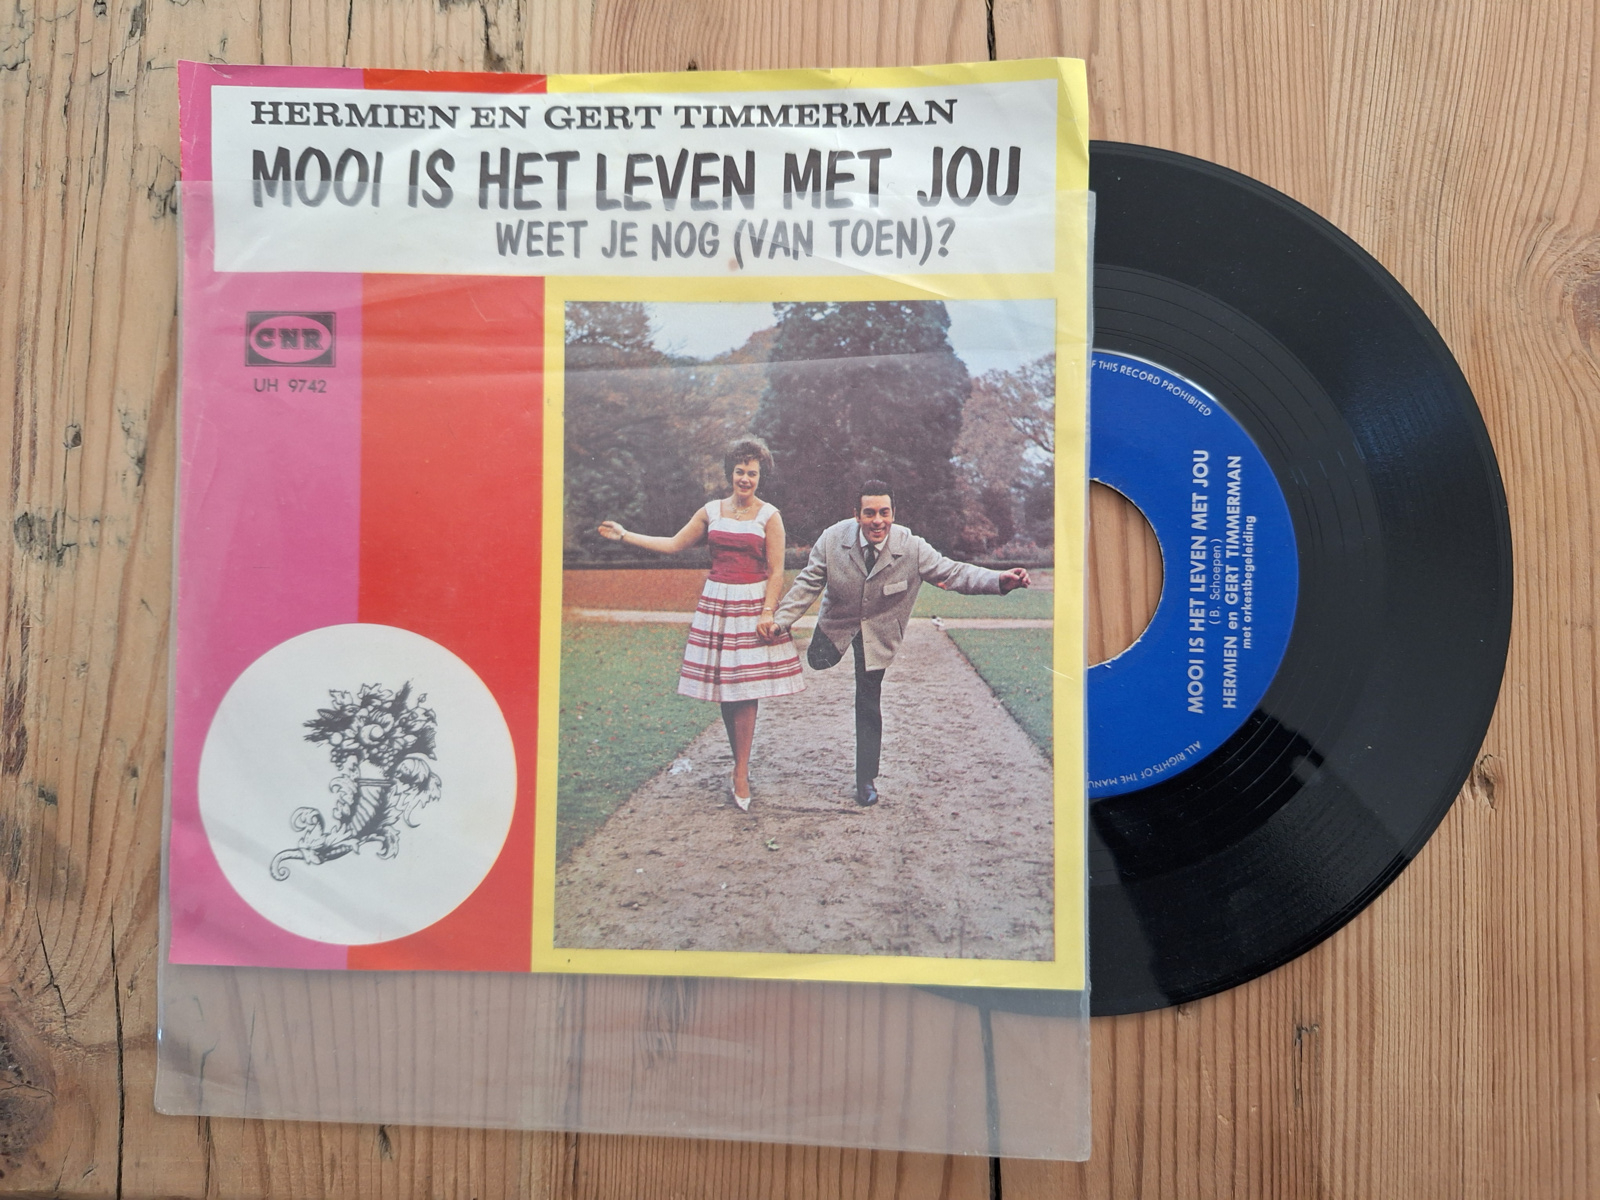 HERMIEN EN GERT TIMMERMAN
MOOI IS HET LEVEN MET JOU
WEET JE NOG (VAN TOEN)?
CNR
UH 9742
F THIS RECORD PROHIBITED
MOOI IS HET LEVEN MET JOU
(B. Schoepen)
HERMIEN en GERT TIMMERMAN
met orkestbegeleiding
ALL RIGHTS OF THE MANU